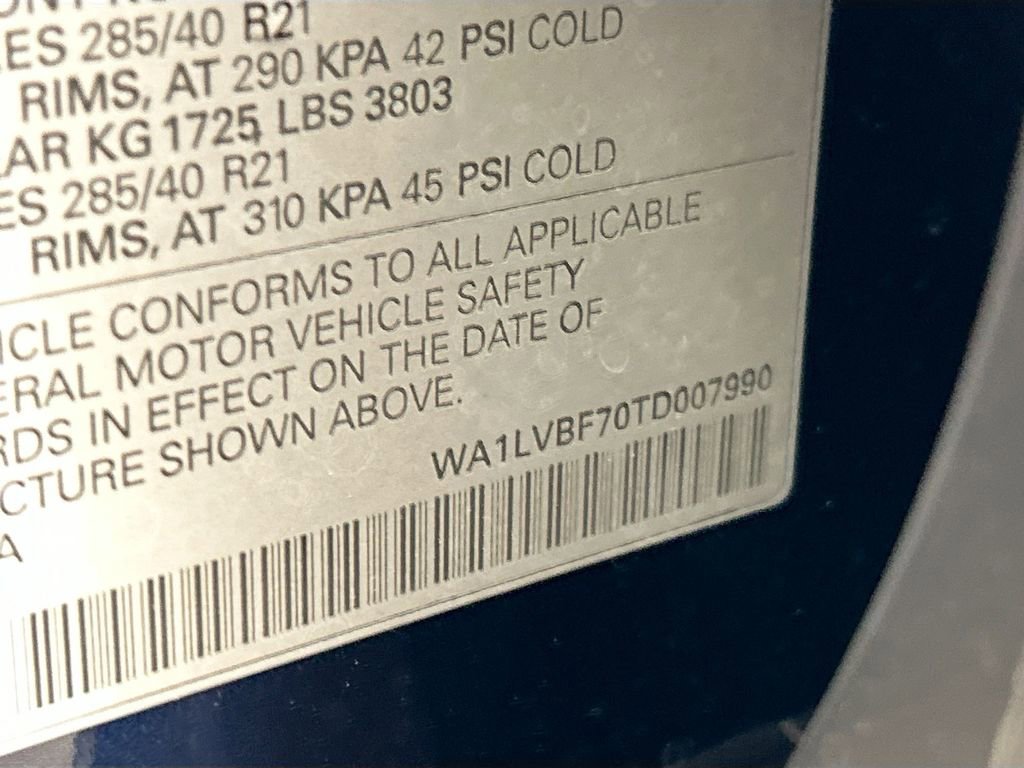 ES 285/40 R21
RIMS, AT 290 KPA 42 PSI COLD
AR KG 1725, LBS 3803
ES 285/40 R21
RIMS, AT 310 KPA 45 PSI COLD
ICLE CONFORMS TO ALL APPLICABLE
ERAL MOTOR VEHICLE SAFETY
RDS IN EFFECT ON THE DATE OF
CTURE SHOWN ABOVE.
WA1LVBF70TD007990
A